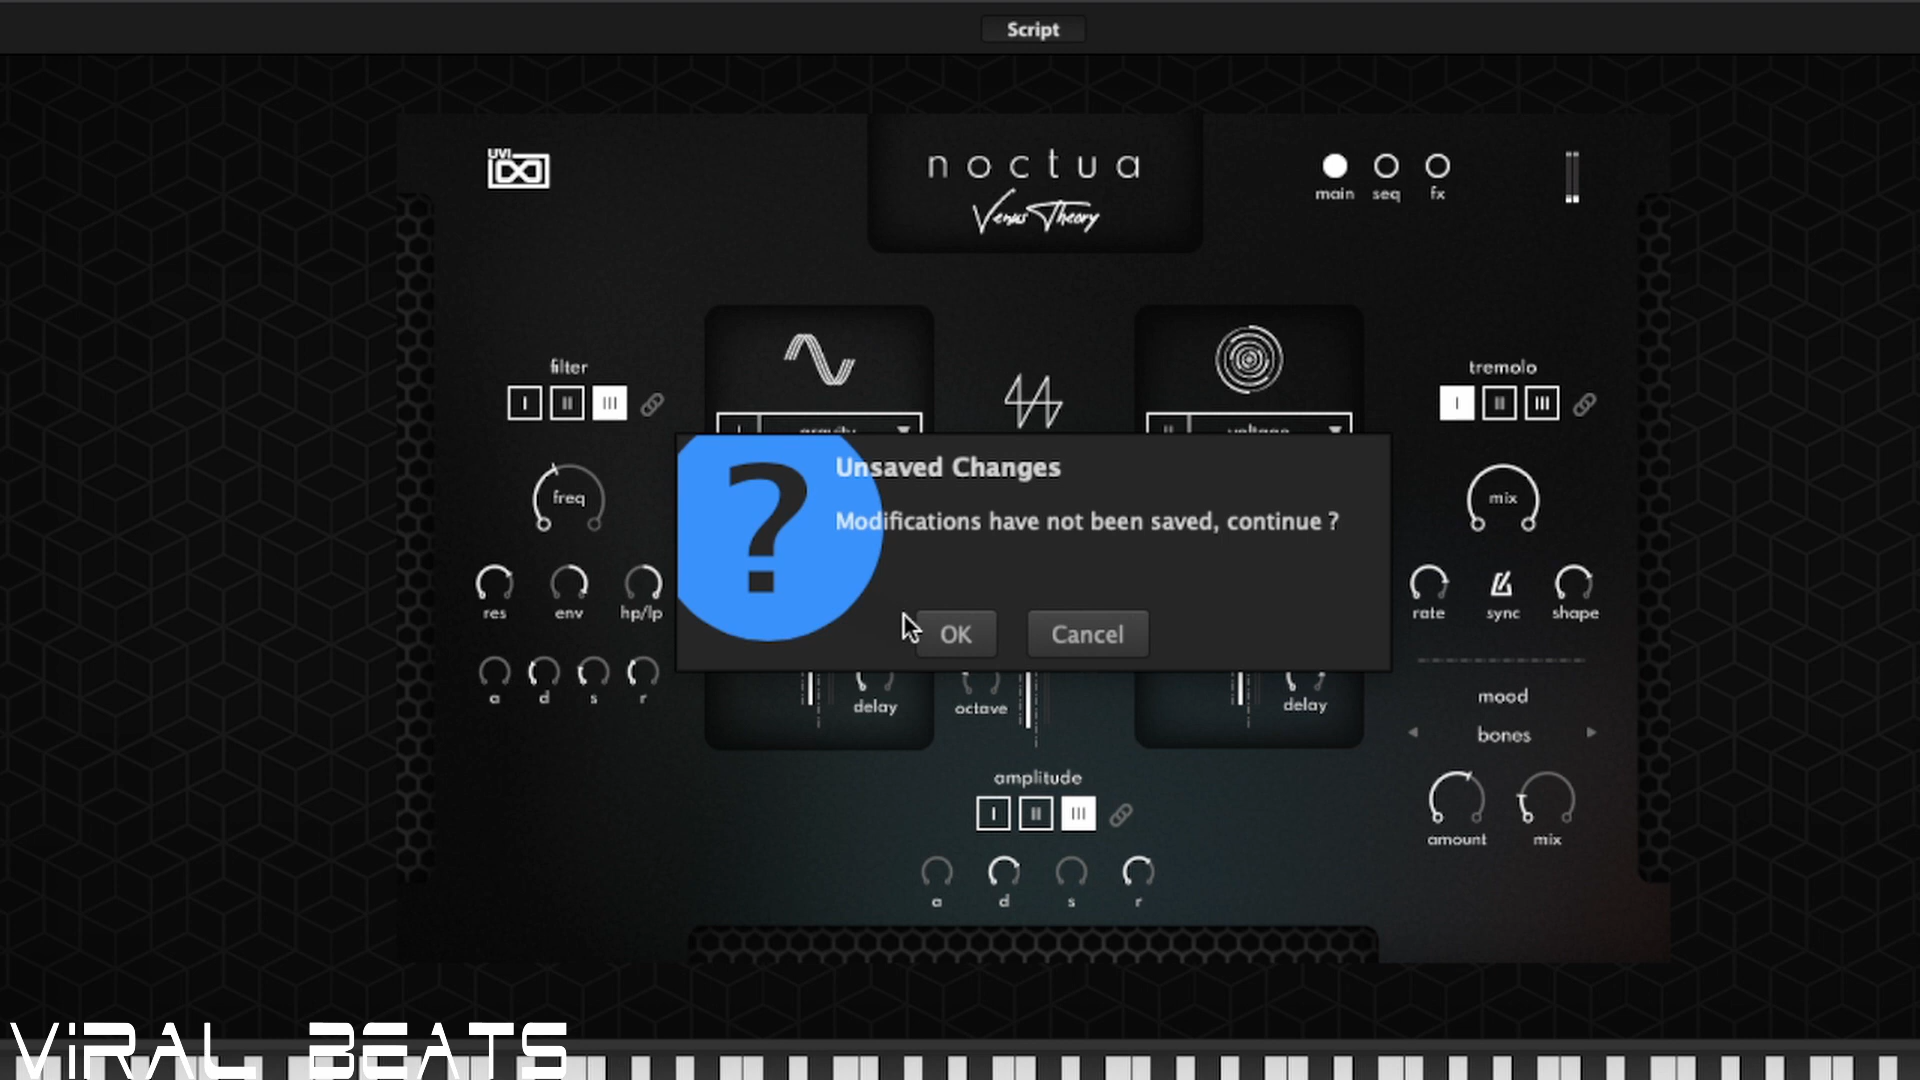 Script
UVI
noctua
Venus Theory
main seq fx
filter
I II III
tremolo
I II III
gravity
voltage
freq
mix
Unsaved Changes
Modifications have not been saved, continue ?
OK Cancel
res env hp/lp
rate sync shape
a d s r
delay octave
delay
mood
bones
amplitude
I II III
amount mix
a d s r
ViRAL BEATS